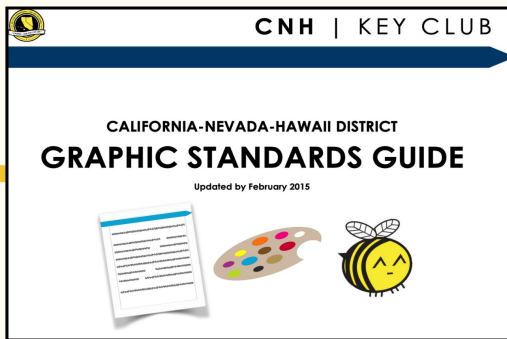 CNH | KEY CLUB
CALIFORNIA-NEVADA-HAWAII DISTRICT
GRAPHIC STANDARDS GUIDE
Updated by February 2015